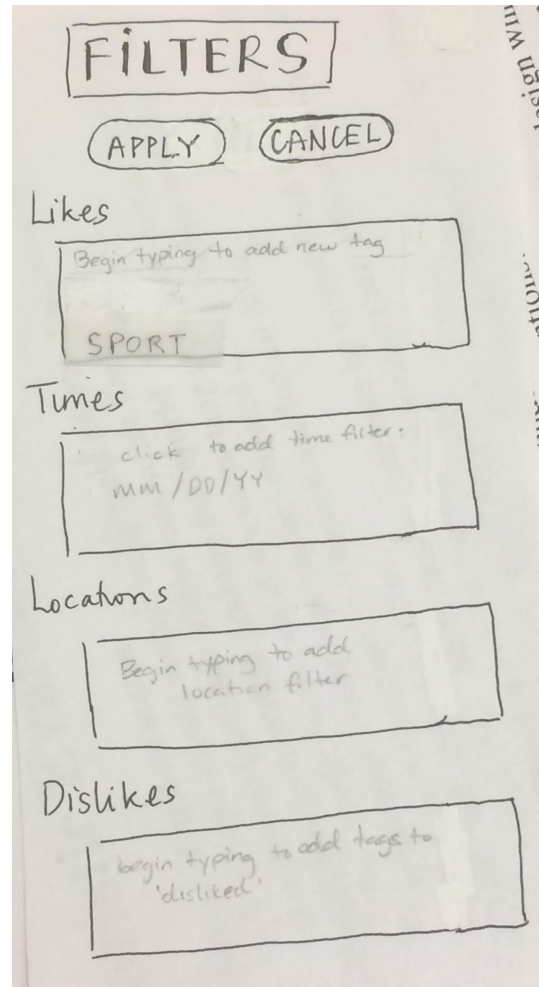 FiLTERS
APPLY CANCEL
Likes
Begin typing to add new tag
SPORT
Times
click to add time filter:
MM/DD/YY
Locations
Begin typing to add
location filter
Dislikes
begin typing to add tags to
'disliked'